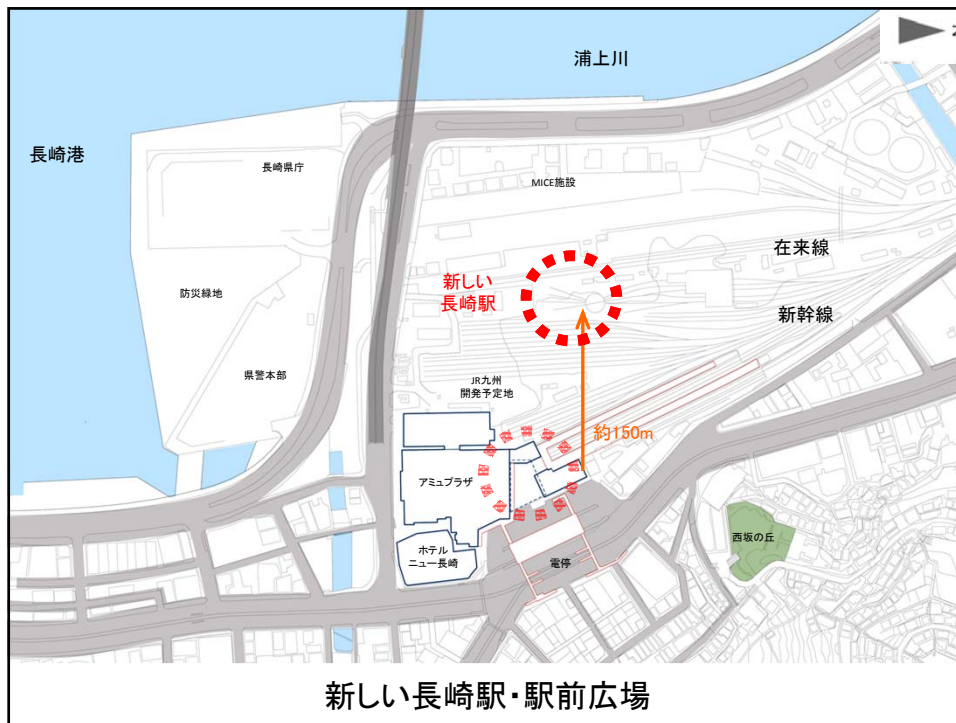 浦上川
長崎港
長崎県庁
MICE施設
在来線
新しい
長崎駅
防災緑地
新幹線
県警本部
JR九州
開発予定地
約150m
アミュプラザ
西坂の丘
ホテル
ニュー長崎
電停
新しい長崎駅・駅前広場